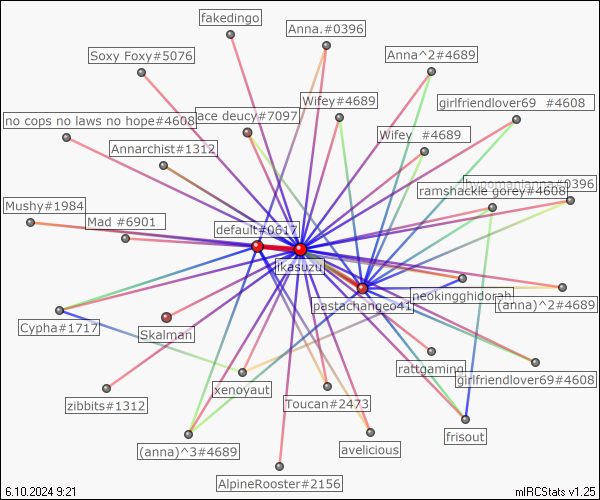 fakedingo
Anna.#0396
Soxy Foxy#5076
Anna^2#4689
Wifey#4689
girlfriendlover69 #4608
no cops no laws no hope#4608
ace deucy#7097
Wifey #4689
Annarchist#1312
hypomanianna#0396
ramshackle gorey#4608
Mushy#1984
Mad #6901
default#0617
likasuzu
pastachangeo41
neokingghidorah
(anna)^2#4689
Cypha#1717
Skalman
rattgaming
girlfriendlover69#4608
xenoyaut
zibbits#1312
Toucan#2473
frisout
(anna)^3#4689
avelicious
AlpineRooster#2156
6.10.2024 9:21
mIRCStats v1.25